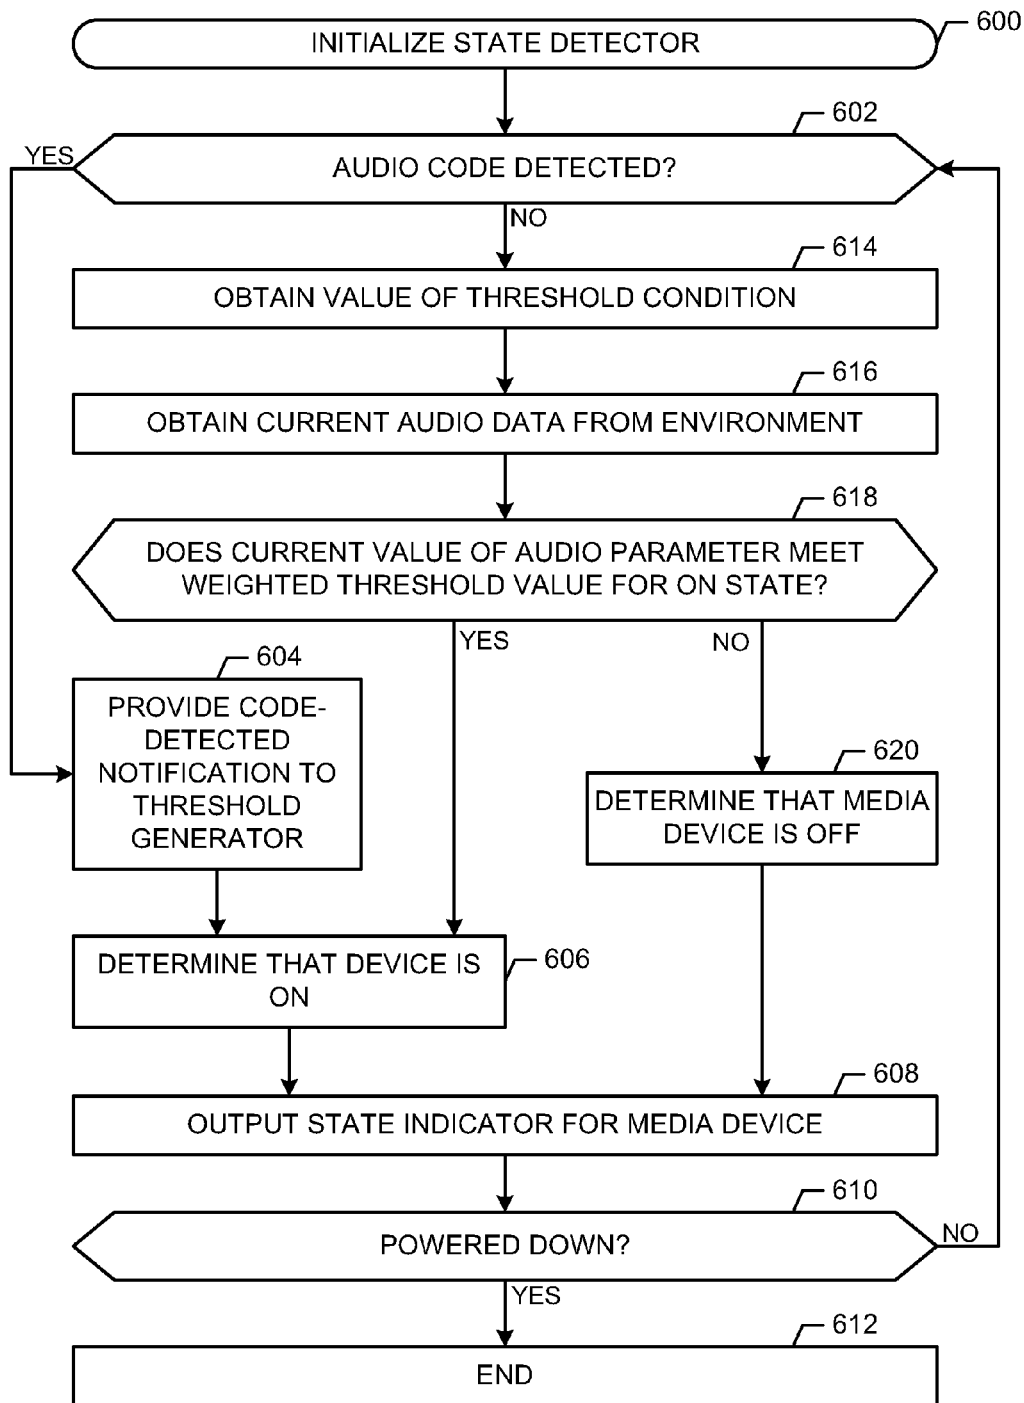 INITIALIZE STATE DETECTOR
600
602
AUDIO CODE DETECTED?
YES
NO
614
OBTAIN VALUE OF THRESHOLD CONDITION
616
OBTAIN CURRENT AUDIO DATA FROM ENVIRONMENT
618
DOES CURRENT VALUE OF AUDIO PARAMETER MEET
WEIGHTED THRESHOLD VALUE FOR ON STATE?
YES
NO
604
PROVIDE CODE-
DETECTED
NOTIFICATION TO
THRESHOLD
GENERATOR
620
DETERMINE THAT MEDIA
DEVICE IS OFF
DETERMINE THAT DEVICE IS
ON
606
608
OUTPUT STATE INDICATOR FOR MEDIA DEVICE
610
POWERED DOWN?
NO
YES
612
END